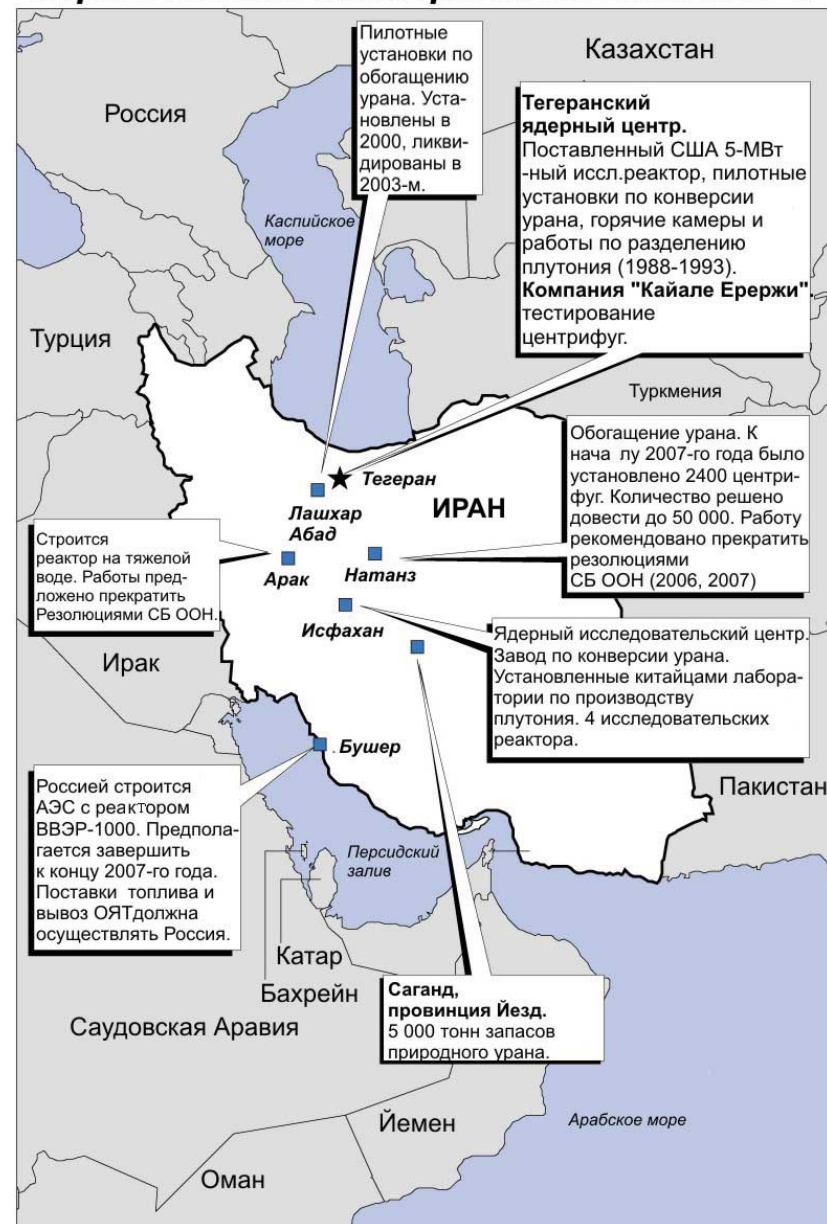 Пилотные
установки по
обогащению
урана. Уста-
новлены в
2000, ликви-
дированы в
2003-м.
Казахстан
Россия
Тегеранский
ядерный центр.
Поставленный США 5-МВт
-ный иссл.реактор, пилотные
установки по конверсии
урана, горячие камеры и
работы по разделению
плутония (1988-1993).
Компания "Кайале Ерержи".
тестирование
центрифуг.
Каспийское
море
Турция
Туркмения
Обогащение урана. К
нача лу 2007-го года было
установлено 2400 центри-
фуг. Количество решено
довести до 50 000. Работу
рекомендовано прекратить
резолюциями
СБ ООН (2006, 2007)
Тегеран
ИРАН
Лашхар
Абад
Строится
реактор на тяжелой
воде. Работы пред-
ложено прекратить
Резолюциями СБ ООН.
Арак
Натанз
Исфахан
Ядерный исследовательский центр.
Завод по конверсии урана.
Установленные китайцами лабора-
тории по производству
плутония. 4 исследовательских
реактора.
Ирак
Бушер
Пакистан
Россией строится
АЭС с реактором
ВВЭР-1000. Предпола-
гается завершить
к концу 2007-го года.
Поставки топлива и
вывоз ОЯТдолжна
осуществлять Россия.
Персидский
залив
Катар
Бахрейн
Саудовская Аравия
Саганд,
провинция Йезд.
5 000 тонн запасов
природного урана.
Йемен
Арабское море
Оман